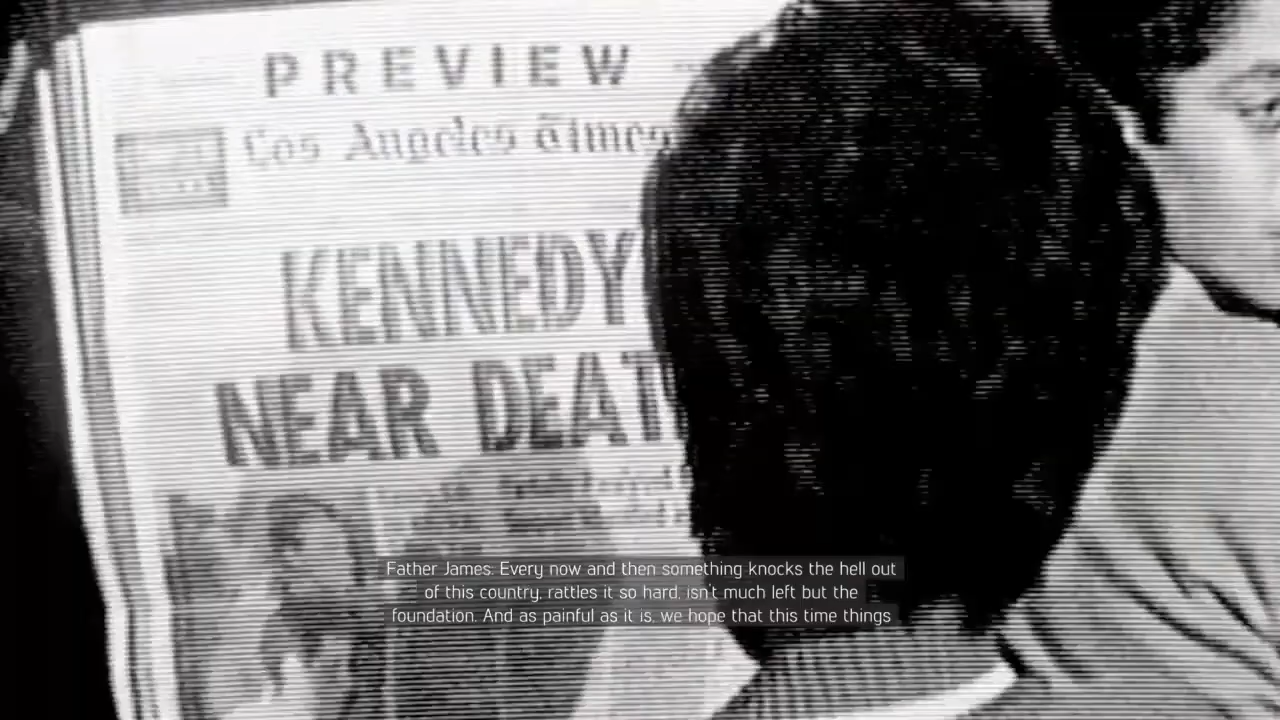 PREVIEW
Los Angeles Times
KENNEDY
NEAR DEAT
Father James: Every now and then something knocks the hell out
of this country, rattles it so hard, isn't much left but the
foundation. And as painful as it is, we hope that this time things